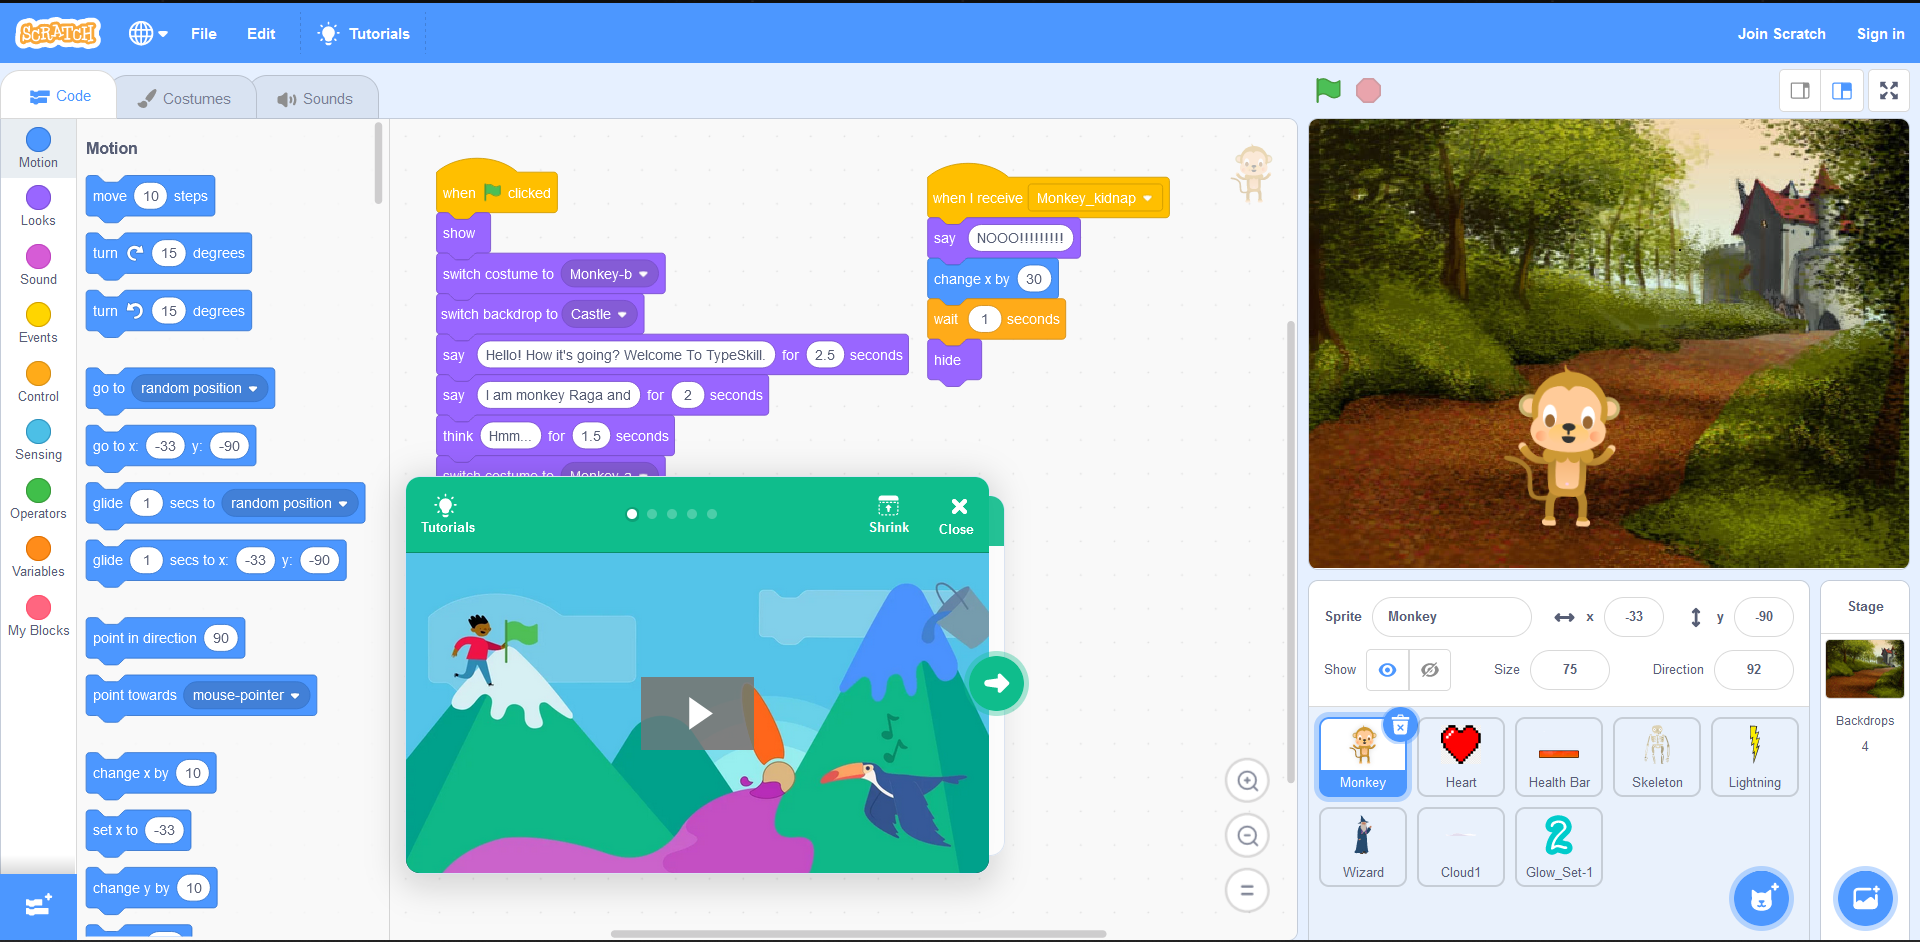 SCRATCH File Edit Tutorials Join Scratch Sign in
Code Costumes Sounds
Motion
Looks
Sound
Events
Control
Sensing
Operators
Variables
My Blocks
Motion
move 10 steps
turn 15 degrees
turn 15 degrees
go to random position
go to x: -33 y: -90
glide 1 secs to random position
glide 1 secs to x: -33 y: -90
point in direction 90
point towards mouse-pointer
change x by 10
set x to -33
change y by 10
when clicked
show
switch costume to Monkey-b
switch backdrop to Castle
say Hello! How it's going? Welcome To TypeSkill. for 2.5 seconds
say I am monkey Raga and for 2 seconds
think Hmm... for 1.5 seconds
switch costume to Monkey-a
when I receive Monkey_kidnap
say NOOO!!!!!!!!!
change x by 30
wait 1 seconds
hide
Tutorials Shrink Close
Sprite Monkey x -33 y -90
Show Size 75 Direction 92
Monkey Heart Health Bar Skeleton Lightning
Wizard Cloud1 Glow_Set-1
2
Stage
Backdrops
4